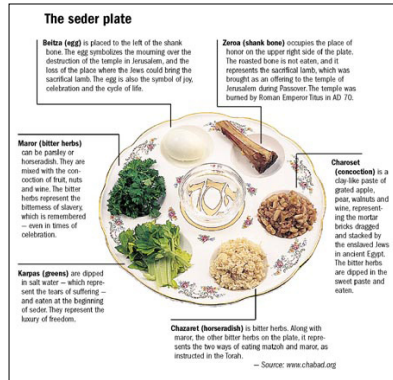 The seder plate
Beitza (egg) is placed to the left of the shank
bone. The egg symbolizes the mourning over the
destruction of the temple in Jerusalem, and the
loss of the place where the Jews could bring the
sacrificial lamb. The egg is also the symbol of joy,
celebration and the cycle of life.
Zeroa (shank bone) occupies the place of
honor on the upper right side of the plate.
The roasted bone is not eaten, and it
represents the sacrificial lamb, which was
brought as an offering to the temple of
Jerusalem during Passover. The temple was
burned by Roman Emperor Titus in AD 70.
Maror (bitter herbs)
can be parsley or
horseradish. They are
mixed with the con-
coction of fruit, nuts
and wine. The bitter
herbs represent the
bitterness of slavery,
which is remembered
– even in times of
celebration.
Charoset
(concoction) is a
clay-like paste of
grated apple,
pear, walnuts and
wine, represent-
ing the mortar
bricks dragged
and stacked by
the enslaved Jews
in ancient Egypt.
The bitter herbs
are dipped in the
sweet paste and
eaten.
Karpas (greens) are dipped
in salt water – which repre-
sent the tears of suffering –
and eaten at the beginning
of seder. They represent the
luxury of freedom.
Chazaret (horseradish) is bitter herbs. Along with
maror, the other bitter herbs on the plate, it repre-
sents the two ways of eating matzoh and maror, as
instructed in the Torah.
— Source: www.chabad.org